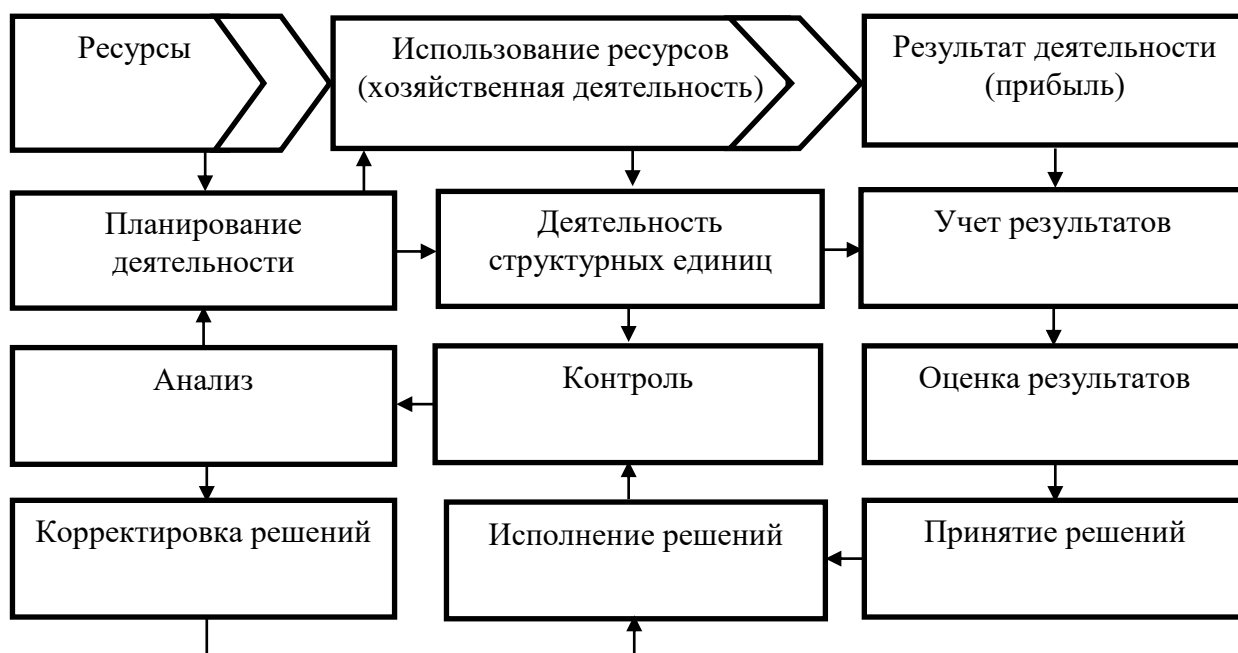 Ресурсы
Использование ресурсов
(хозяйственная деятельность)
Результат деятельности
(прибыль)
Планирование
деятельности
Деятельность
структурных единиц
Учет результатов
Анализ
Контроль
Оценка результатов
Корректировка решений
Исполнение решений
Принятие решений